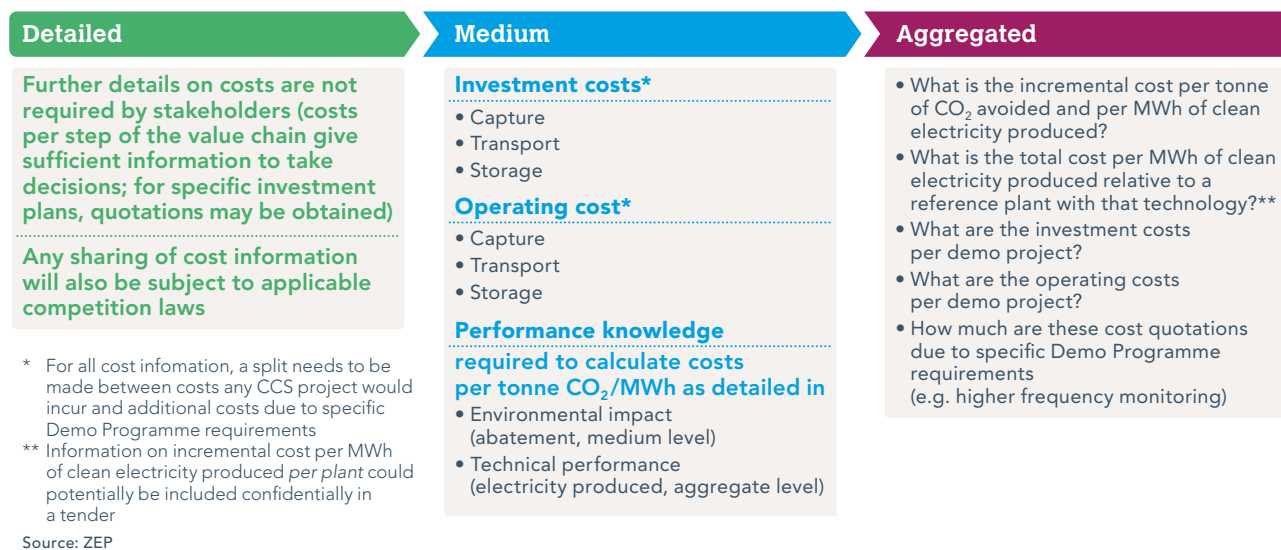 Detailed
Further details on costs are not
required by stakeholders (costs
per step of the value chain give
sufficient information to take
decisions; for specific investment
plans, quotations may be obtained)
Any sharing of cost information
will also be subject to applicable
competition laws
* For all cost infomation, a split needs to be
made between costs any CCS project would
incur and additional costs due to specific
Demo Programme requirements
** Information on incremental cost per MWh
of clean electricity produced per plant could
potentially be included confidentially in
a tender
Source: ZEP
Medium
Investment costs*
• Capture
• Transport
• Storage
Operating cost*
• Capture
• Transport
• Storage
Performance knowledge
required to calculate costs
per tonne CO₂/MWh as detailed in
• Environmental impact
(abatement, medium level)
• Technical performance
(electricity produced, aggregate level)
Aggregated
• What is the incremental cost per tonne
of CO₂ avoided and per MWh of clean
electricity produced?
• What is the total cost per MWh of clean
electricity produced relative to a
reference plant with that technology?**
• What are the investment costs
per demo project?
• What are the operating costs
per demo project?
• How much are these cost quotations
due to specific Demo Programme
requirements
(e.g. higher frequency monitoring)